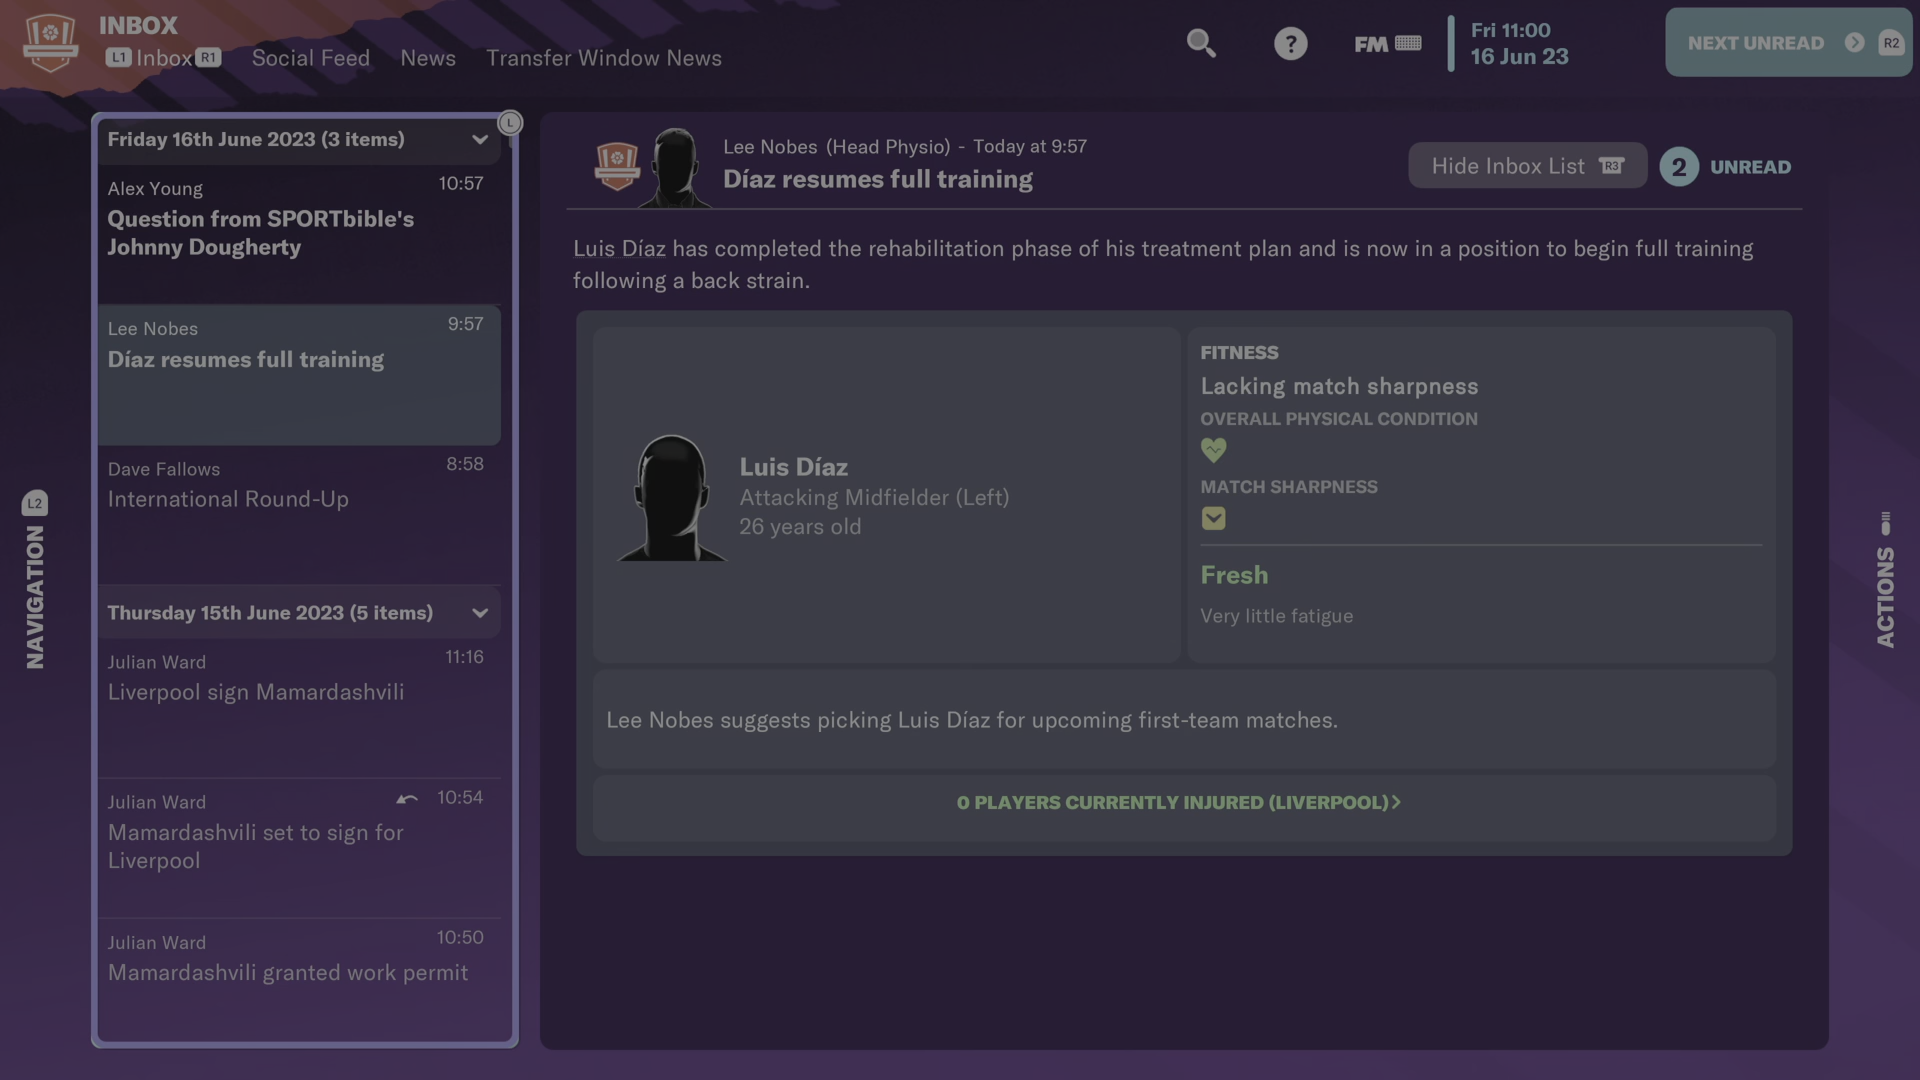 INBOX
L1 Inbox R1 Social Feed News Transfer Window News
?
FM
Fri 11:00
16 Jun 23
NEXT UNREAD R2
L2
NAVIGATION
L
Friday 16th June 2023 (3 items)
Alex Young 10:57
Question from SPORTbible's
Johnny Dougherty
Lee Nobes 9:57
Díaz resumes full training
Dave Fallows 8:58
International Round-Up
Thursday 15th June 2023 (5 items)
Julian Ward 11:16
Liverpool sign Mamardashvili
Julian Ward 10:54
Mamardashvili set to sign for
Liverpool
Julian Ward 10:50
Mamardashvili granted work permit
Lee Nobes (Head Physio) - Today at 9:57
Díaz resumes full training
Hide Inbox List R3
2 UNREAD
Luis Díaz has completed the rehabilitation phase of his treatment plan and is now in a position to begin full training
following a back strain.
Luis Díaz
Attacking Midfielder (Left)
26 years old
FITNESS
Lacking match sharpness
OVERALL PHYSICAL CONDITION
MATCH SHARPNESS
Fresh
Very little fatigue
Lee Nobes suggests picking Luis Díaz for upcoming first-team matches.
0 PLAYERS CURRENTLY INJURED (LIVERPOOL)
ACTIONS